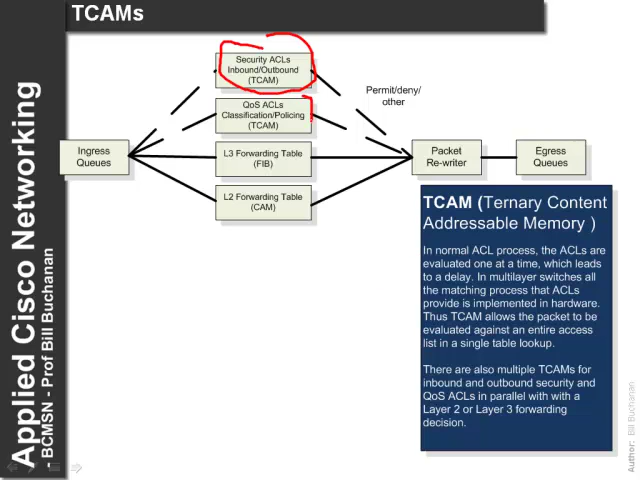 TCAMs
Applied Cisco Networking
- BCMSN - Prof Bill Buchanan
Security ACLs
Inbound/Outbound
(TCAM)
Permit/deny/
other
QoS ACLs
Classification/Policing
(TCAM)
Ingress
Queues
L3 Forwarding Table
(FIB)
Packet
Re-writer
Egress
Queues
L2 Forwarding Table
(CAM)
TCAM (Ternary Content
Addressable Memory )
In normal ACL process, the ACLs are
evaluated one at a time, which leads
to a delay. In multilayer switches all
the matching process that ACLs
provide is implemented in hardware.
Thus TCAM allows the packet to be
evaluated against an entire access
list in a single table lookup.
There are also multiple TCAMs for
inbound and outbound security and
QoS ACLs in parallel with with a
Layer 2 or Layer 3 forwarding
decision.
Author: Bill Buchanan